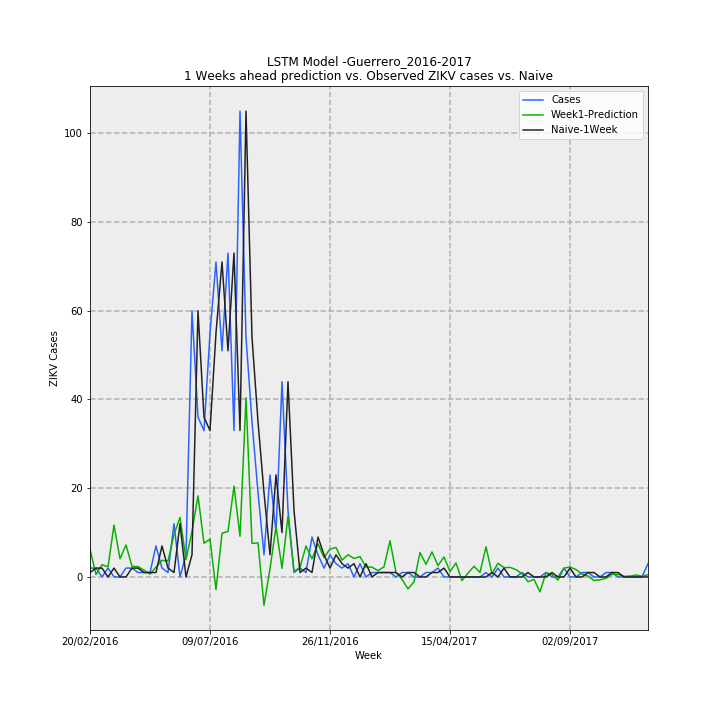 LSTM Model -Guerrero_2016-2017
1 Weeks ahead prediction vs. Observed ZIKV cases vs. Naive
Cases
Week1-Prediction
Naive-1Week
100
80
60
40
20
0
ZIKV Cases
20/02/2016
09/07/2016
26/11/2016
15/04/2017
02/09/2017
Week